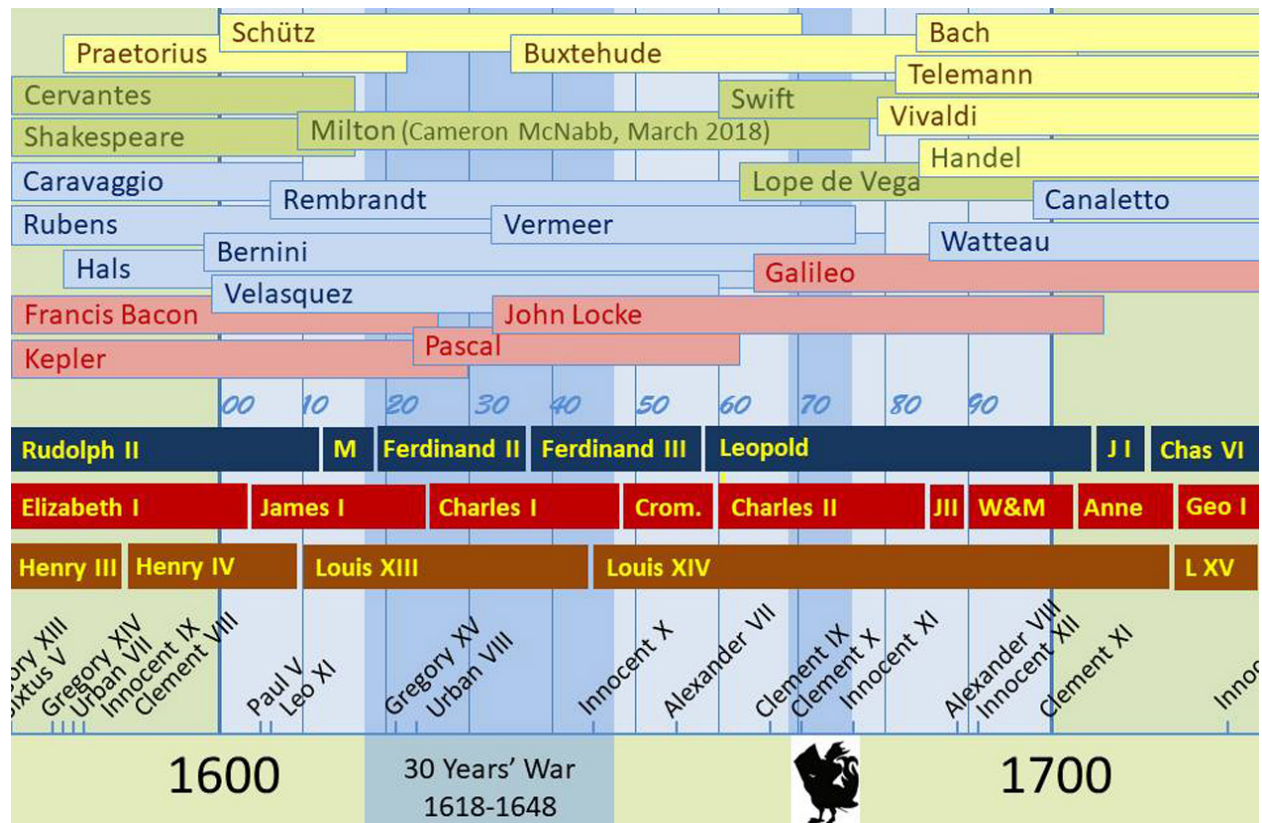 Schütz
Bach
Praetorius
Buxtehude
Telemann
Cervantes
Swift
Vivaldi
Shakespeare
Milton (Cameron McNabb, March 2018)
Handel
Caravaggio
Lope de Vega
Rembrandt
Canaletto
Rubens
Vermeer
Watteau
Bernini
Hals
Galileo
Velasquez
Francis Bacon
John Locke
Pascal
Kepler
00 10 20 30 40 50 60 70 80 90
Rudolph II M Ferdinand II Ferdinand III Leopold J I Chas VI
Elizabeth I James I Charles I Crom. Charles II JII W&M Anne Geo I
Henry III Henry IV Louis XIII Louis XIV L XV
ory XIII
ixtus V
Gregory XIV
Urban VII
Innocent IX
Clement VIII
Paul V
Leo XI
Gregory XV
Urban VIII
Innocent X
Alexander VII
Clement IX
Clement X
Innocent XI
Alexander VIII
Innocent XII
Clement XI
Innoc
1600
30 Years' War
1618-1648
1700